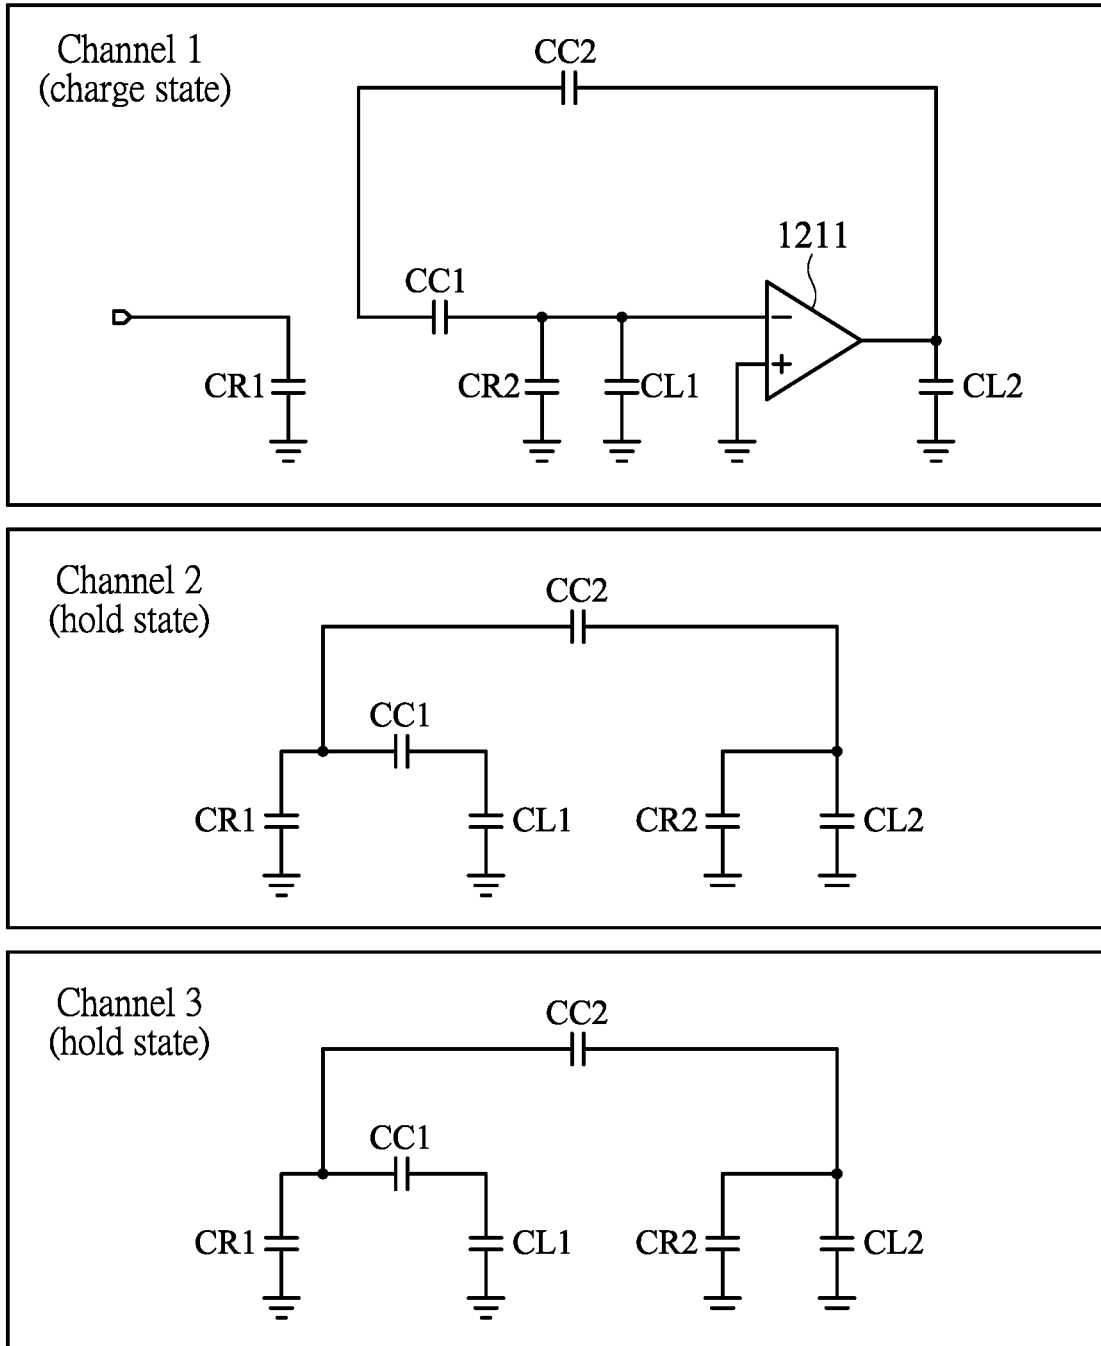 Channel 1
(charge state)
CC2
1211
CC1
CR1
CR2
CL1
CL2
Channel 2
(hold state)
CC2
CC1
CR1
CL1
CR2
CL2
Channel 3
(hold state)
CC2
CC1
CR1
CL1
CR2
CL2